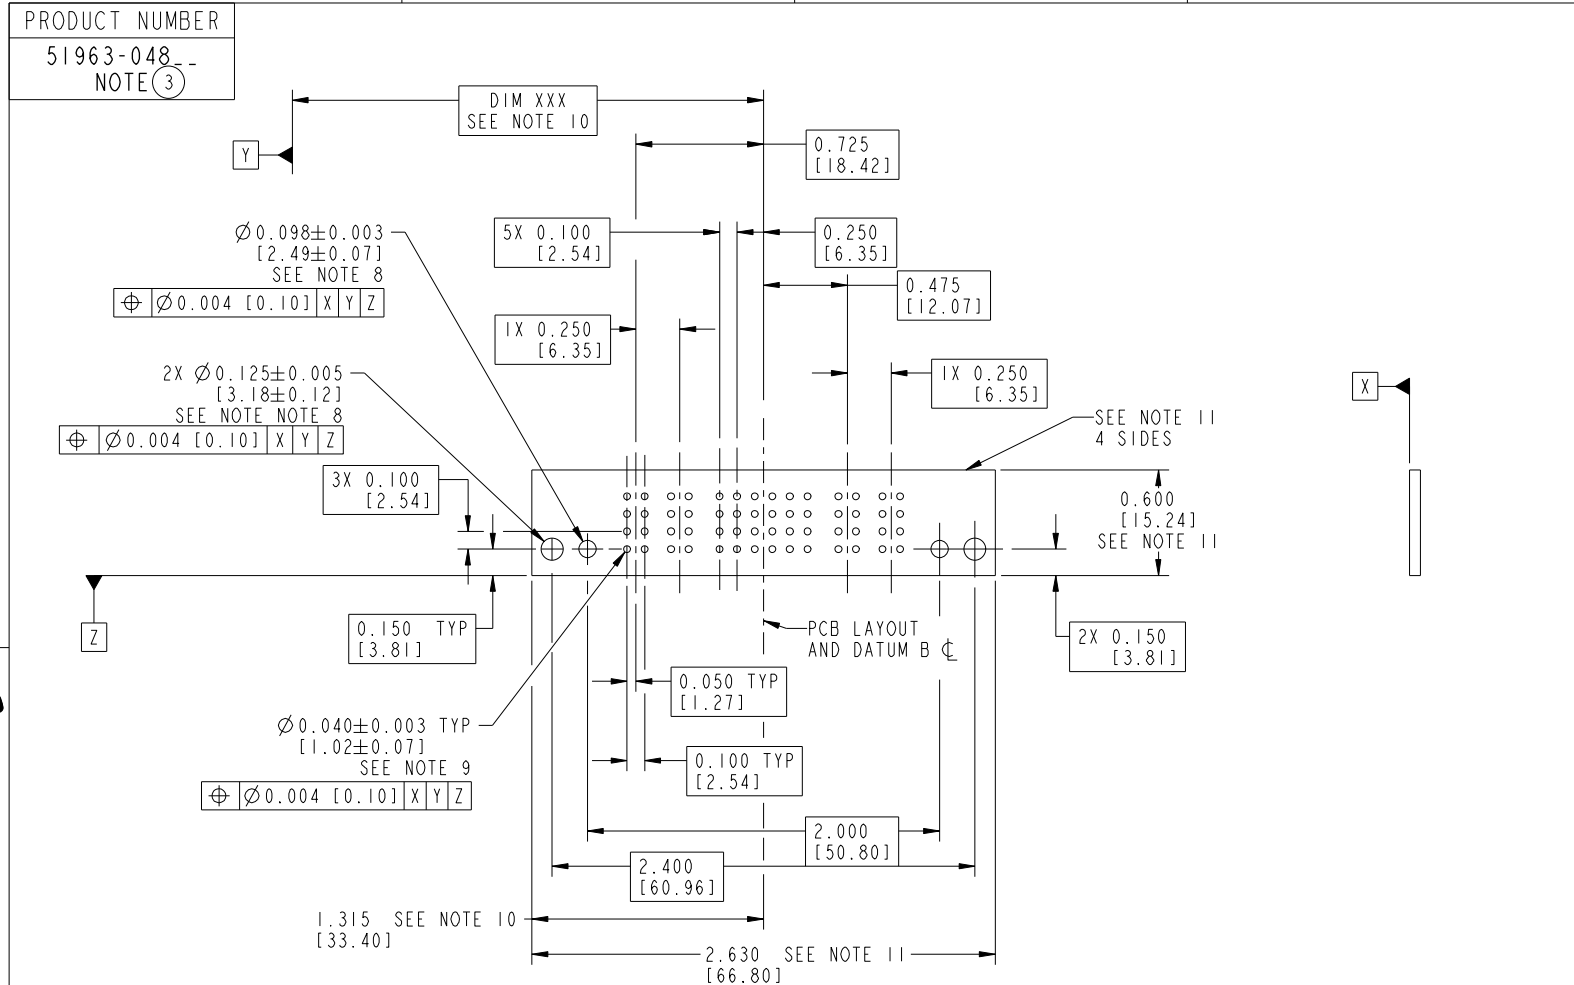 PRODUCT NUMBER
51963-048__
NOTE 3
DIM XXX
SEE NOTE 10
Y
0.725
[18.42]
Ø0.098±0.003
[2.49±0.07]
SEE NOTE 8
⌖ Ø0.004 [0.10] X Y Z
5X 0.100
[2.54]
0.250
[6.35]
0.475
[12.07]
1X 0.250
[6.35]
2X Ø0.125±0.005
[3.18±0.12]
SEE NOTE NOTE 8
⌖ Ø0.004 [0.10] X Y Z
1X 0.250
[6.35]
X
SEE NOTE 11
4 SIDES
3X 0.100
[2.54]
0.600
[15.24]
SEE NOTE 11
Z
0.150 TYP
[3.81]
PCB LAYOUT
AND DATUM B ℄
2X 0.150
[3.81]
0.050 TYP
[1.27]
Ø0.040±0.003 TYP
[1.02±0.07]
SEE NOTE 9
⌖ Ø0.004 [0.10] X Y Z
0.100 TYP
[2.54]
2.000
[50.80]
2.400
[60.96]
1.315 SEE NOTE 10
[33.40]
2.630 SEE NOTE 11
[66.80]